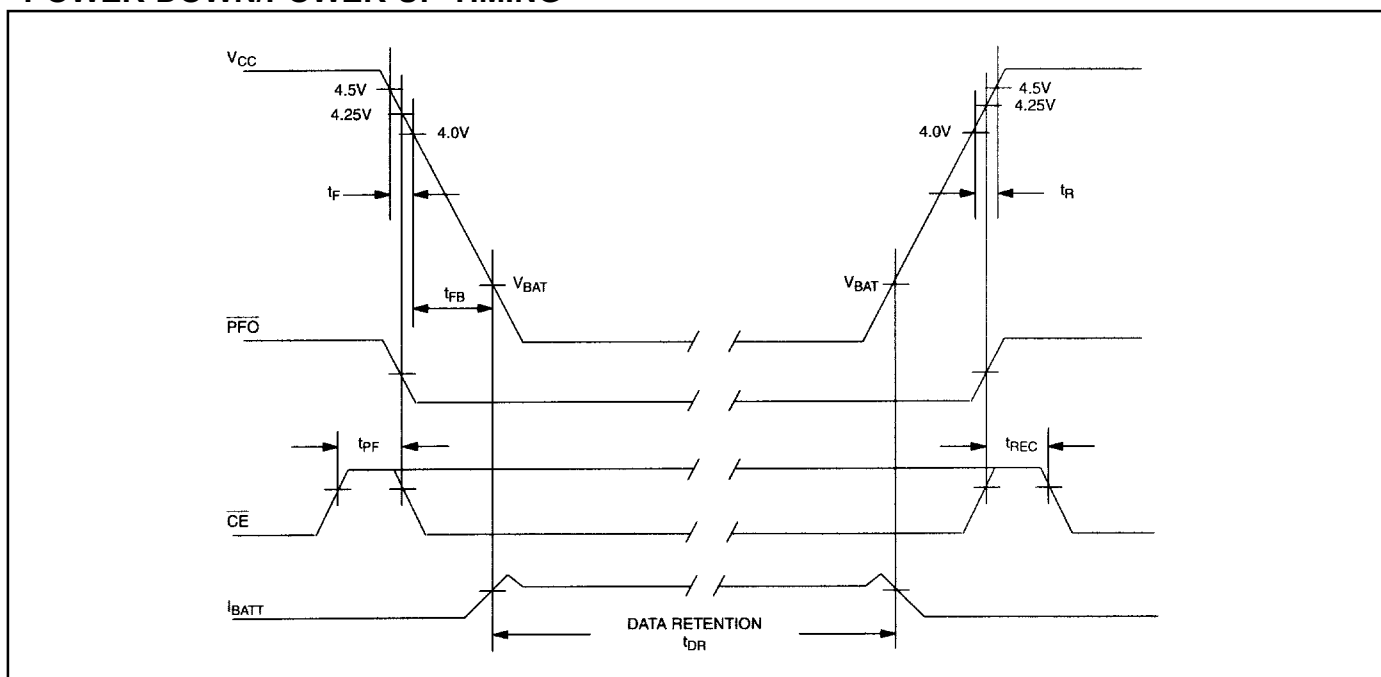 POWER-DOWN/POWER-UP TIMING
VCC
4.5V
4.25V
4.0V
4.5V
4.25V
4.0V
tF
tR
VBAT
VBAT
tFB
PFO
tPF
tREC
CE
IBATT
DATA RETENTION
tDR